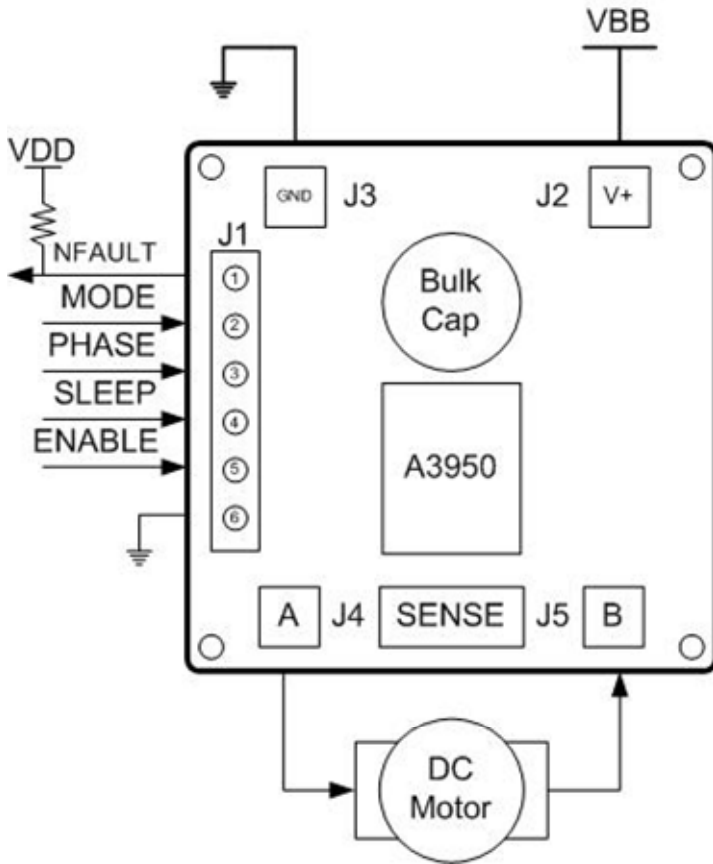 VBB
VDD
GND
J3
J2
V+
J1
NFAULT
1
Bulk
Cap
MODE
2
PHASE
3
SLEEP
4
A3950
ENABLE
5
6
A
J4
SENSE
J5
B
DC
Motor